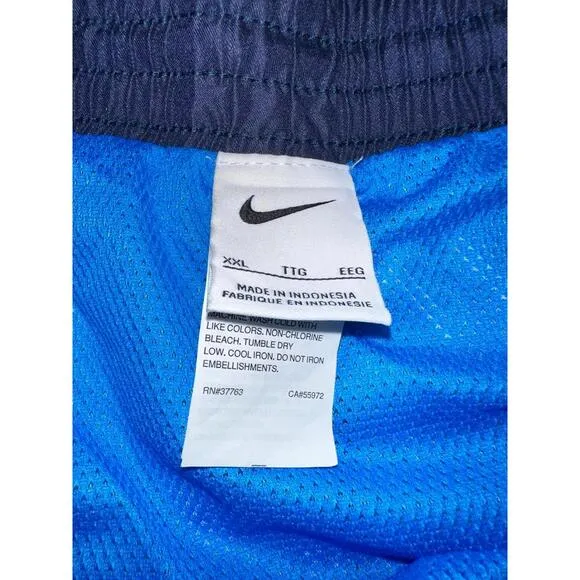 XXL TTG EEG
MADE IN INDONESIA
FABRIQUE EN INDONESIE
MACHINE WASH COLD WITH
LIKE COLORS. NON-CHLORINE
BLEACH. TUMBLE DRY
LOW. COOL IRON. DO NOT IRON
EMBELLISHMENTS.
RN#37763 CA#55972